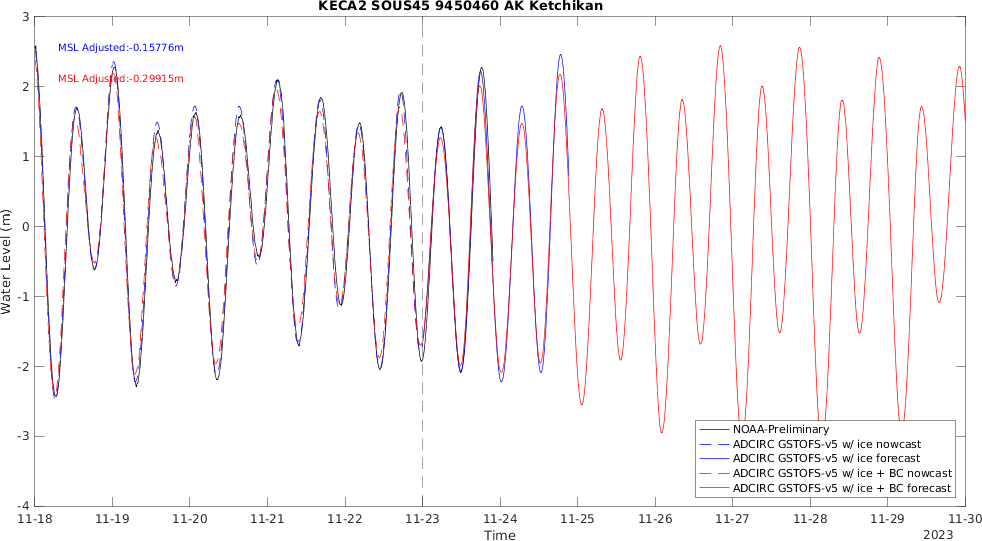 KECA2 SOUS45 9450460 AK Ketchikan
MSL Adjusted:-0.15776m
MSL Adjusted:-0.29915m
Water Level (m)
3
2
1
0
-1
-2
-3
-4
NOAA-Preliminary
ADCIRC GSTOFS-v5 w/ ice nowcast
ADCIRC GSTOFS-v5 w/ ice forecast
ADCIRC GSTOFS-v5 w/ ice + BC nowcast
ADCIRC GSTOFS-v5 w/ ice + BC forecast
11-18 11-19 11-20 11-21 11-22 11-23 11-24 11-25 11-26 11-27 11-28 11-29 11-30
Time
2023